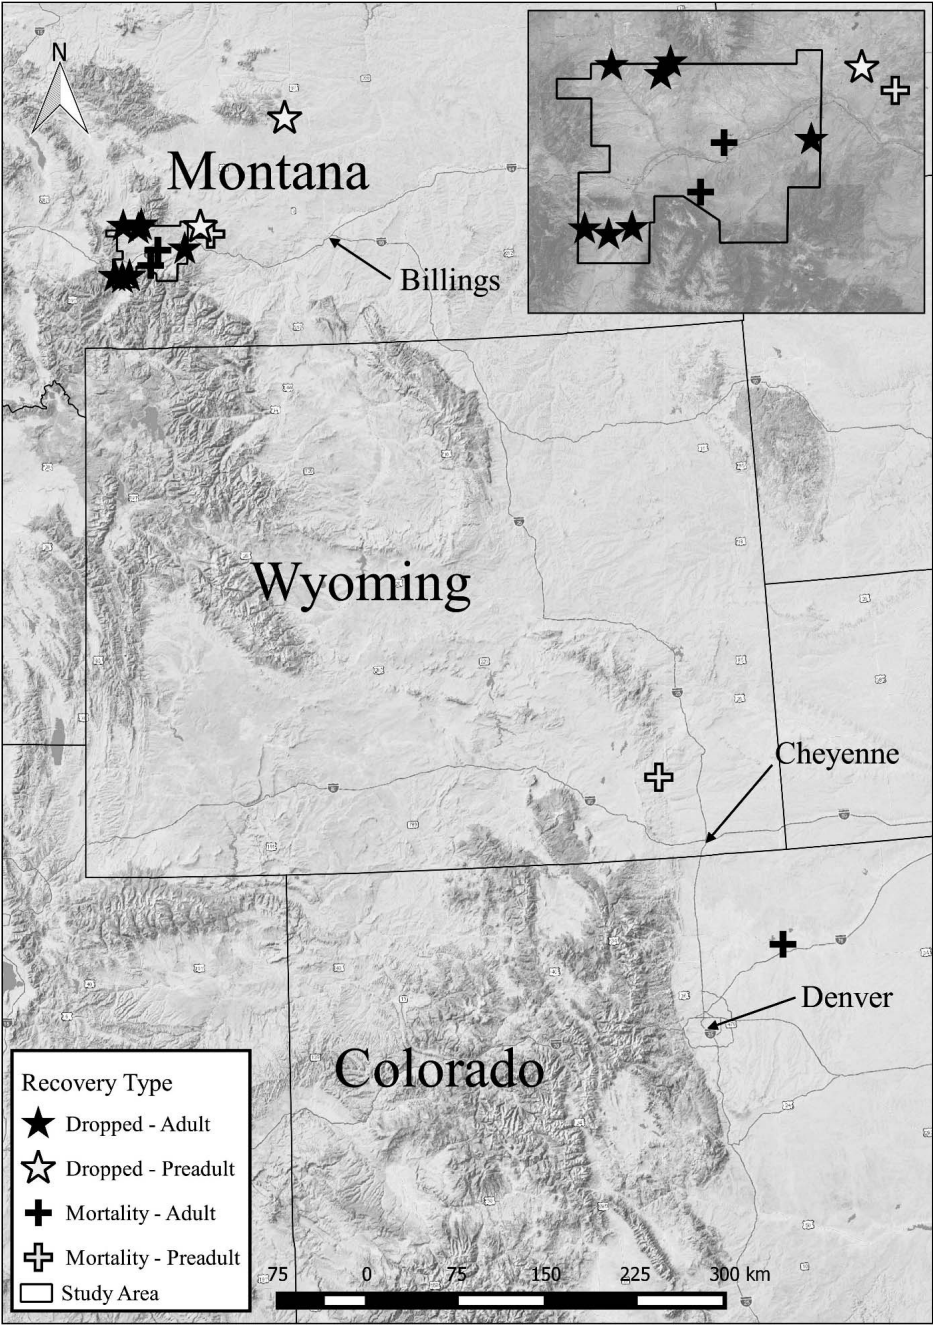 N
Montana
Billings
Wyoming
Cheyenne
Denver
Colorado
Recovery Type
Dropped - Adult
Dropped - Preadult
Mortality - Adult
Mortality - Preadult
Study Area
75 0 75 150 225 300 km